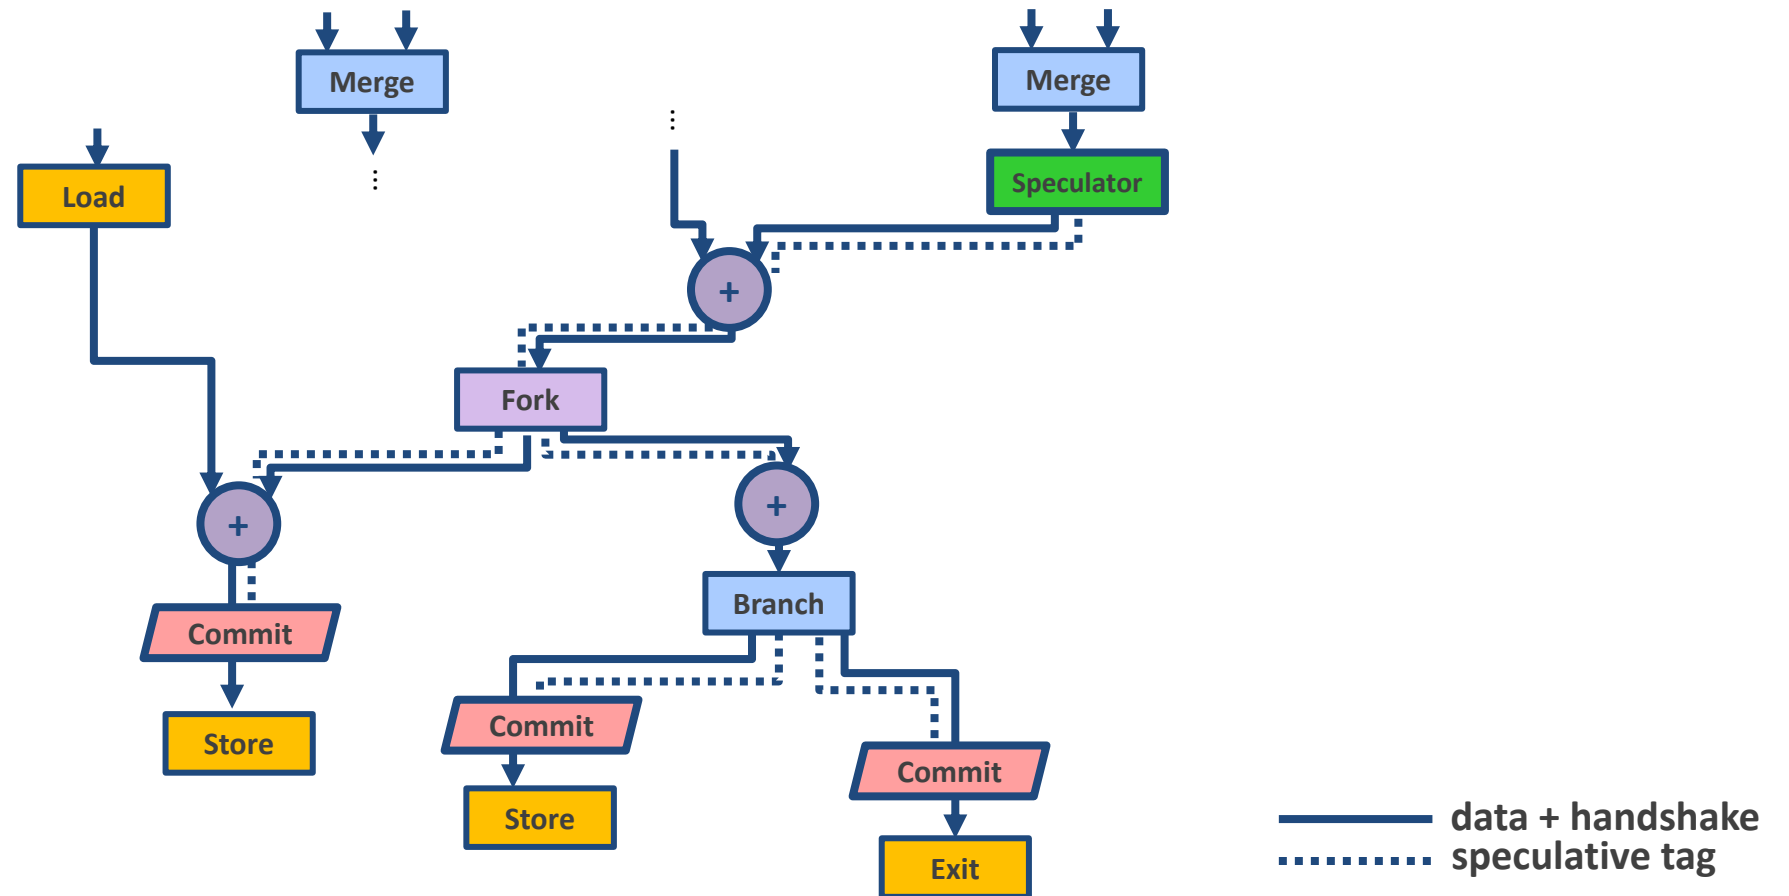 Merge
Merge
⋮
Load
⋮
Speculator
+
Fork
+
+
Commit
Branch
Store
Commit
Commit
Store
Exit
data + handshake
speculative tag